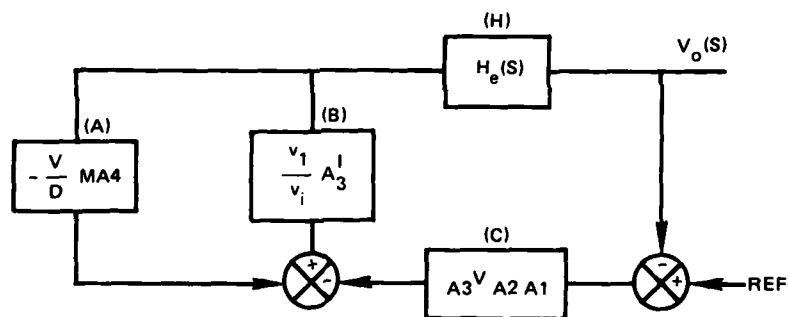 (H)
V_o(S)
H_e(S)
(A)
(B)
- V/D MA4
v_1/v_i A_3^I
+
-
(C)
A3^V A2 A1
-
+
REF